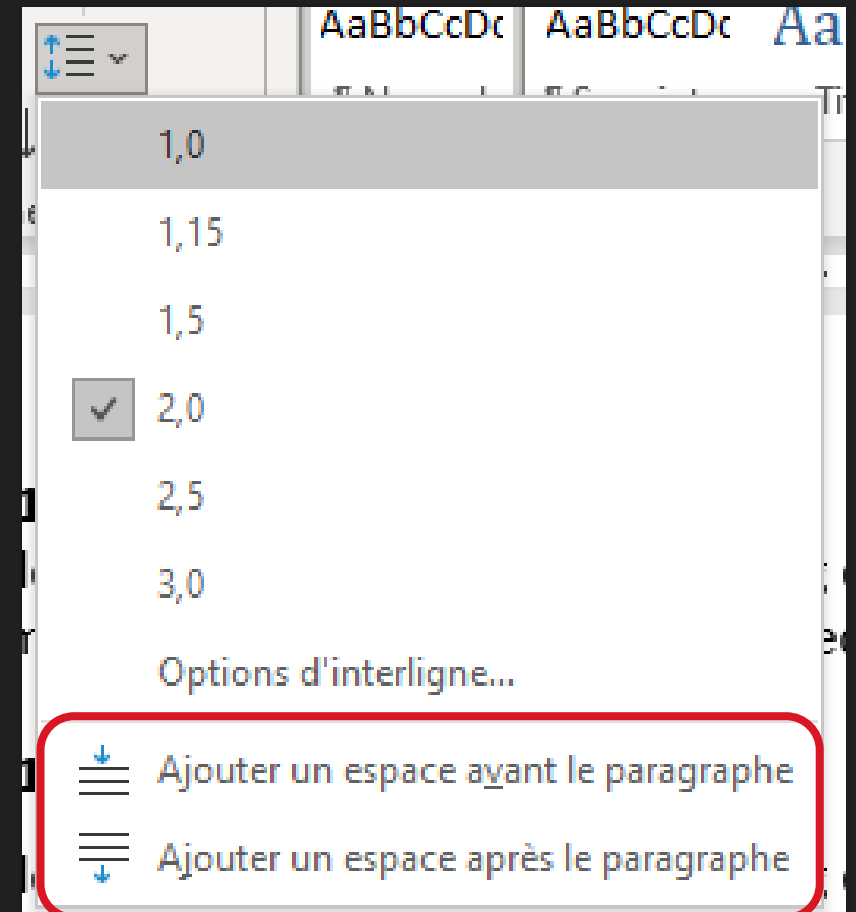 AaBbCcDc AaBbCcDc Aa
1,0
1,15
1,5
2,0
2,5
3,0
Options d'interligne...
Ajouter un espace avant le paragraphe
Ajouter un espace après le paragraphe